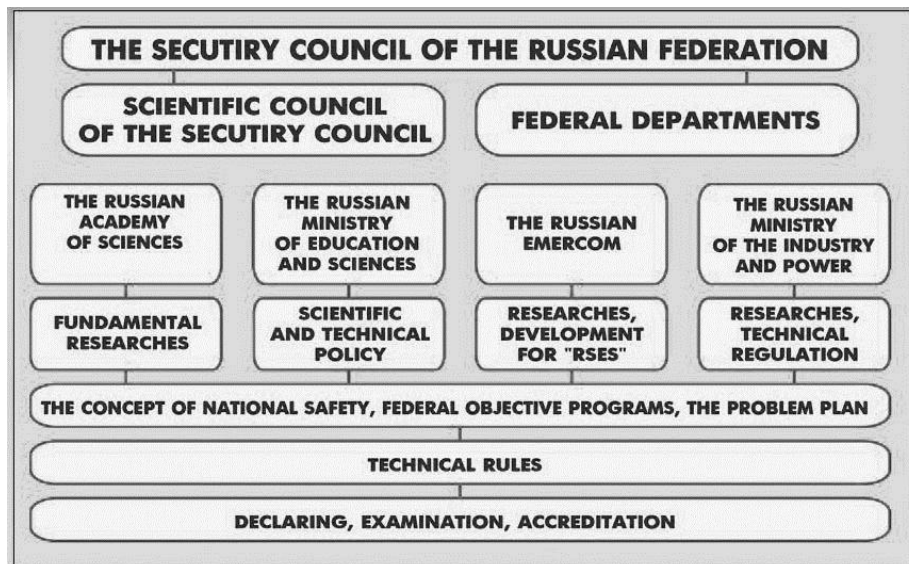 THE SECUTIRY COUNCIL OF THE RUSSIAN FEDERATION
SCIENTIFIC COUNCIL
OF THE SECUTIRY COUNCIL
FEDERAL DEPARTMENTS
THE RUSSIAN
ACADEMY
OF SCIENCES
THE RUSSIAN
MINISTRY
OF EDUCATION
AND SCIENCES
THE RUSSIAN
EMERCOM
THE RUSSIAN
MINISTRY
OF THE INDUSTRY
AND POWER
FUNDAMENTAL
RESEARCHES
SCIENTIFIC
AND TECHNICAL
POLICY
RESEARCHES,
DEVELOPMENT
FOR "RSES"
RESEARCHES,
TECHNICAL
REGULATION
THE CONCEPT OF NATIONAL SAFETY, FEDERAL OBJECTIVE PROGRAMS, THE PROBLEM PLAN
TECHNICAL RULES
DECLARING, EXAMINATION, ACCREDITATION